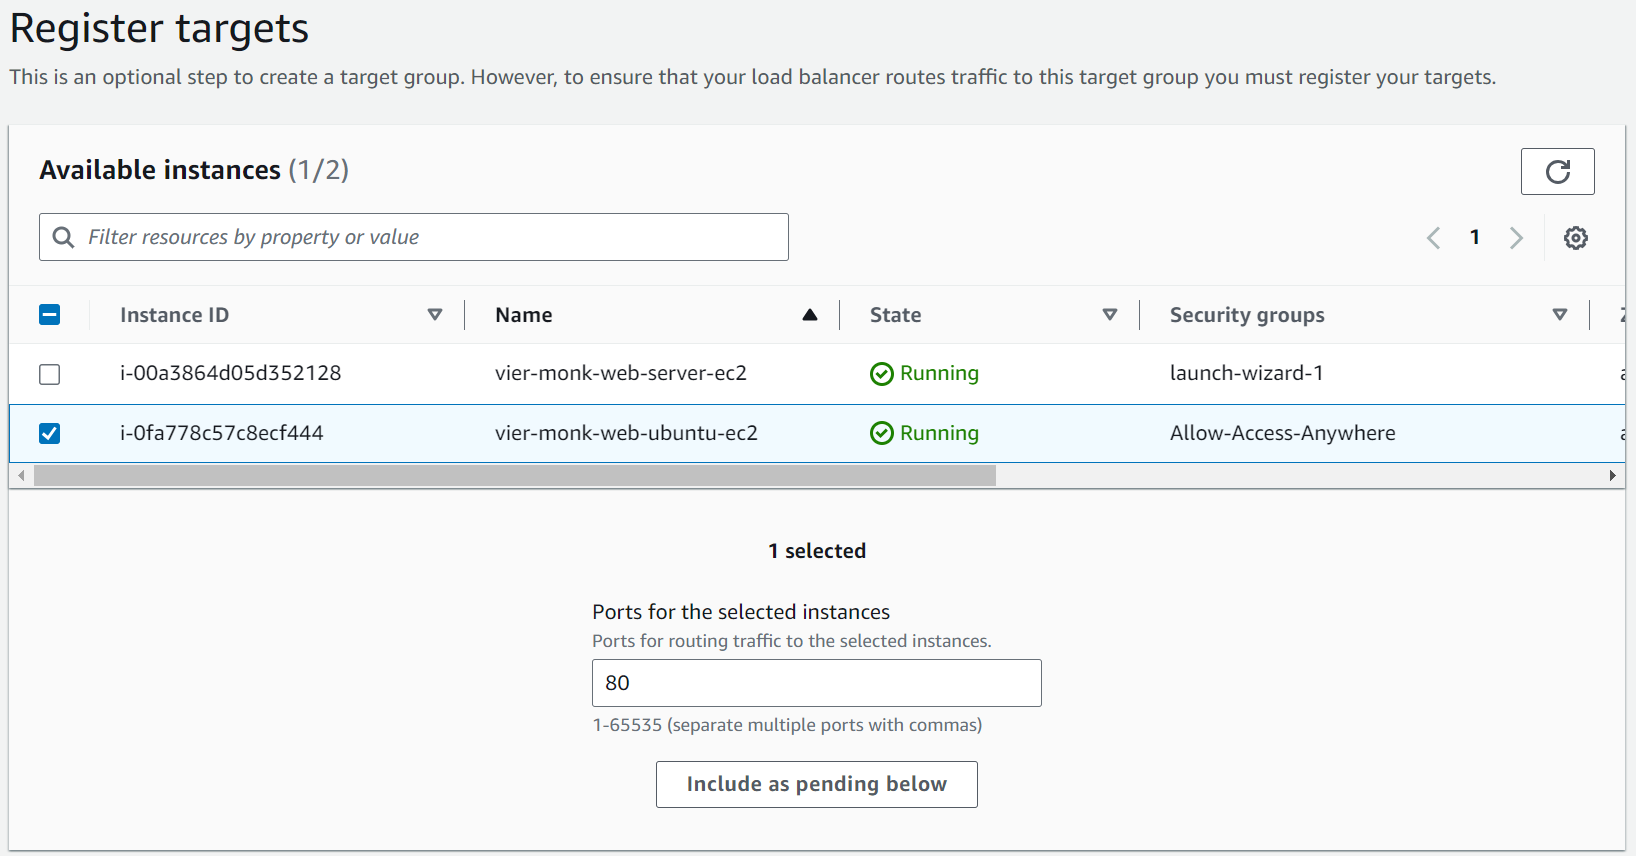 Register targets
This is an optional step to create a target group. However, to ensure that your load balancer routes traffic to this target group you must register your targets.
Available instances (1/2)
Filter resources by property or value
1
Instance ID Name State Security groups
i-00a3864d05d352128 vier-monk-web-server-ec2 Running launch-wizard-1
i-0fa778c57c8ecf444 vier-monk-web-ubuntu-ec2 Running Allow-Access-Anywhere
1 selected
Ports for the selected instances
Ports for routing traffic to the selected instances.
80
1-65535 (separate multiple ports with commas)
Include as pending below